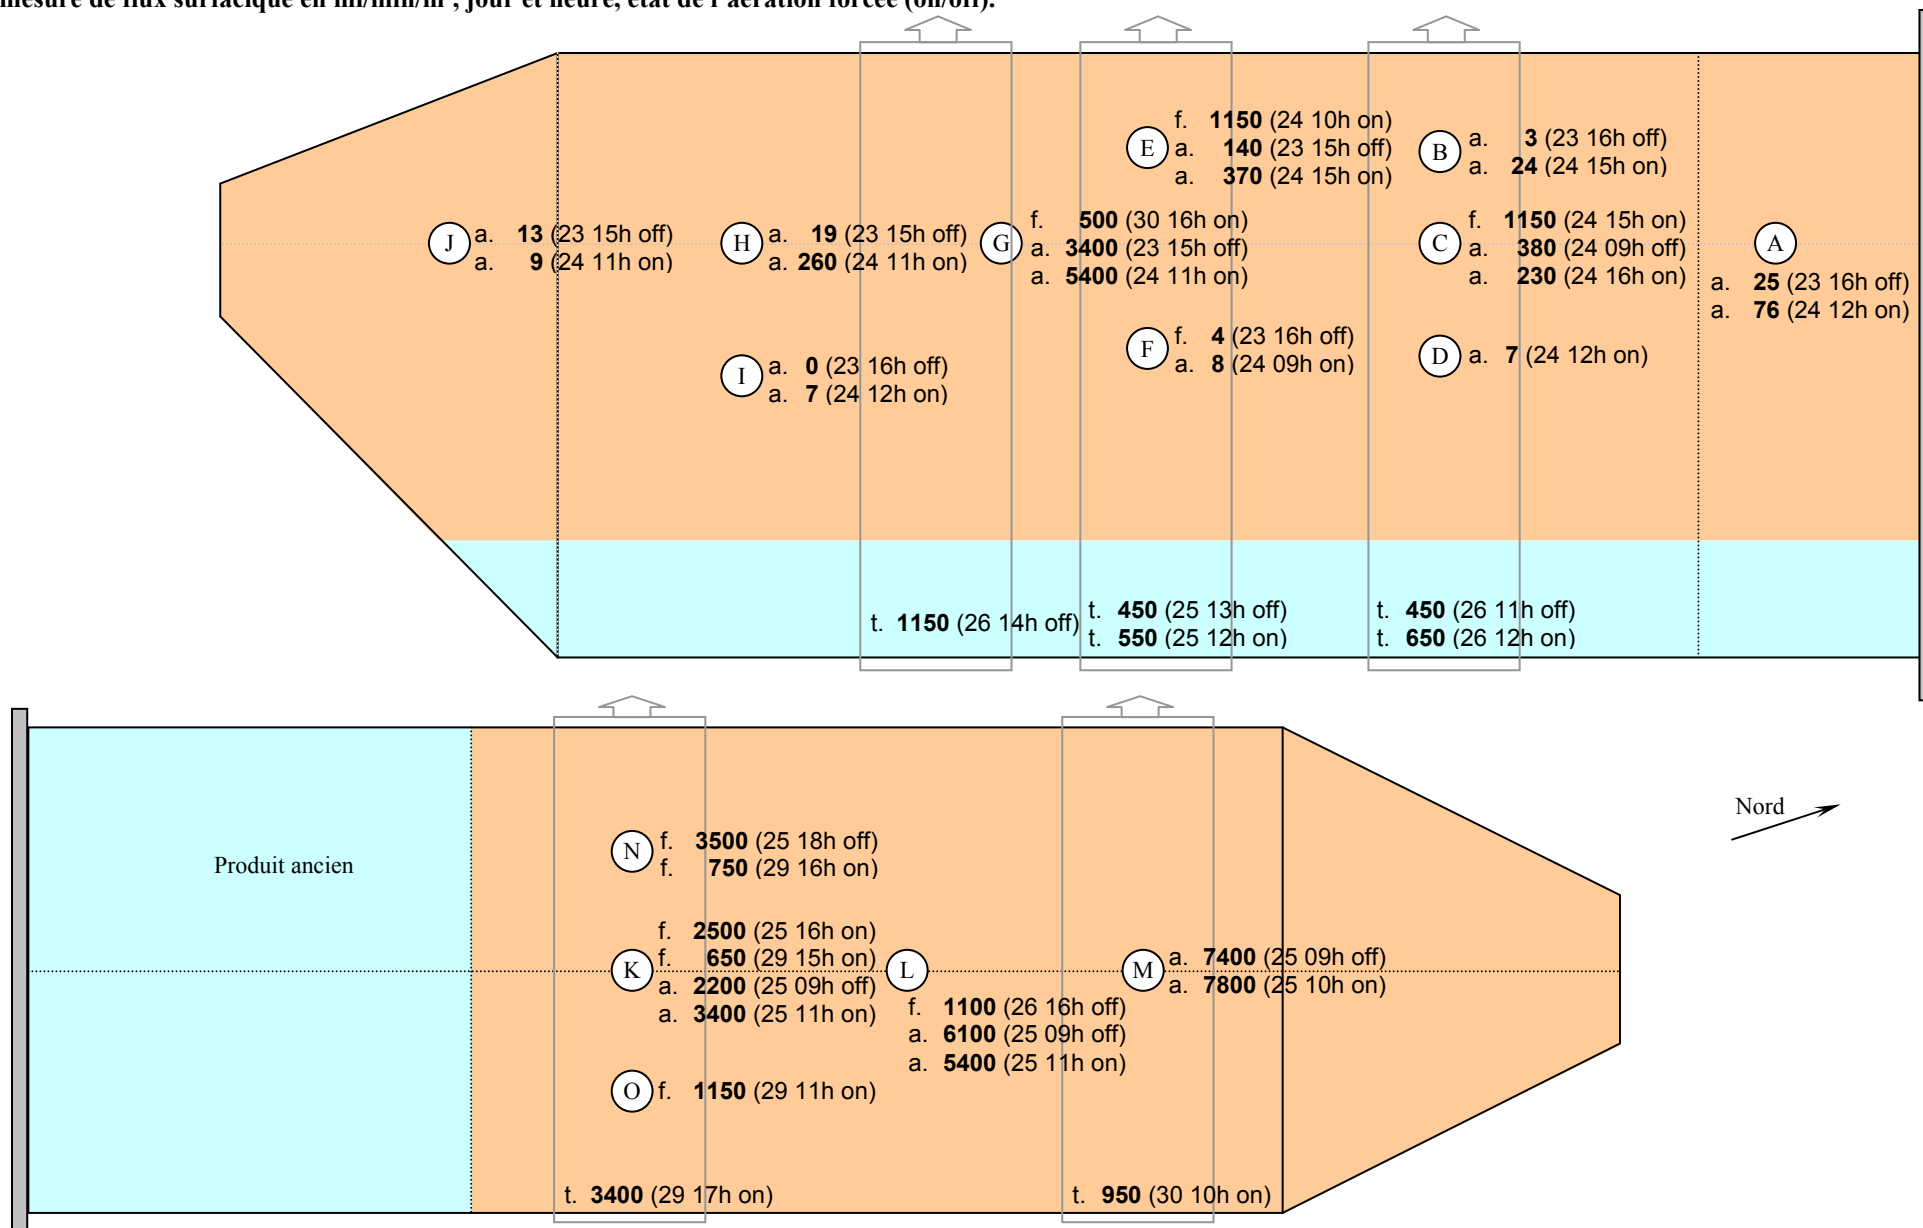 mesure de flux surfacique en ml/min/m², jour et heure, état de l'aération forcée (on/off).
E
f. 1150 (24 10h on)
a. 140 (23 15h off)
a. 370 (24 15h on)
B
a. 3 (23 16h off)
a. 24 (24 15h on)
J
a. 13 (23 15h off)
a. 9 (24 11h on)
H
a. 19 (23 15h off)
a. 260 (24 11h on)
G
f. 500 (30 16h on)
a. 3400 (23 15h off)
a. 5400 (24 11h on)
C
f. 1150 (24 15h on)
a. 380 (24 09h off)
a. 230 (24 16h on)
A
a. 25 (23 16h off)
a. 76 (24 12h on)
I
a. 0 (23 16h off)
a. 7 (24 12h on)
F
f. 4 (23 16h off)
a. 8 (24 09h on)
D
a. 7 (24 12h on)
t. 1150 (26 14h off)
t. 450 (25 13h off)
t. 550 (25 12h on)
t. 450 (26 11h off)
t. 650 (26 12h on)
Produit ancien
N
f. 3500 (25 18h off)
f. 750 (29 16h on)
K
f. 2500 (25 16h on)
f. 650 (29 15h on)
a. 2200 (25 09h off)
a. 3400 (25 11h on)
L
f. 1100 (26 16h off)
a. 6100 (25 09h off)
a. 5400 (25 11h on)
M
a. 7400 (25 09h off)
a. 7800 (25 10h on)
O
f. 1150 (29 11h on)
t. 3400 (29 17h on)
t. 950 (30 10h on)
Nord